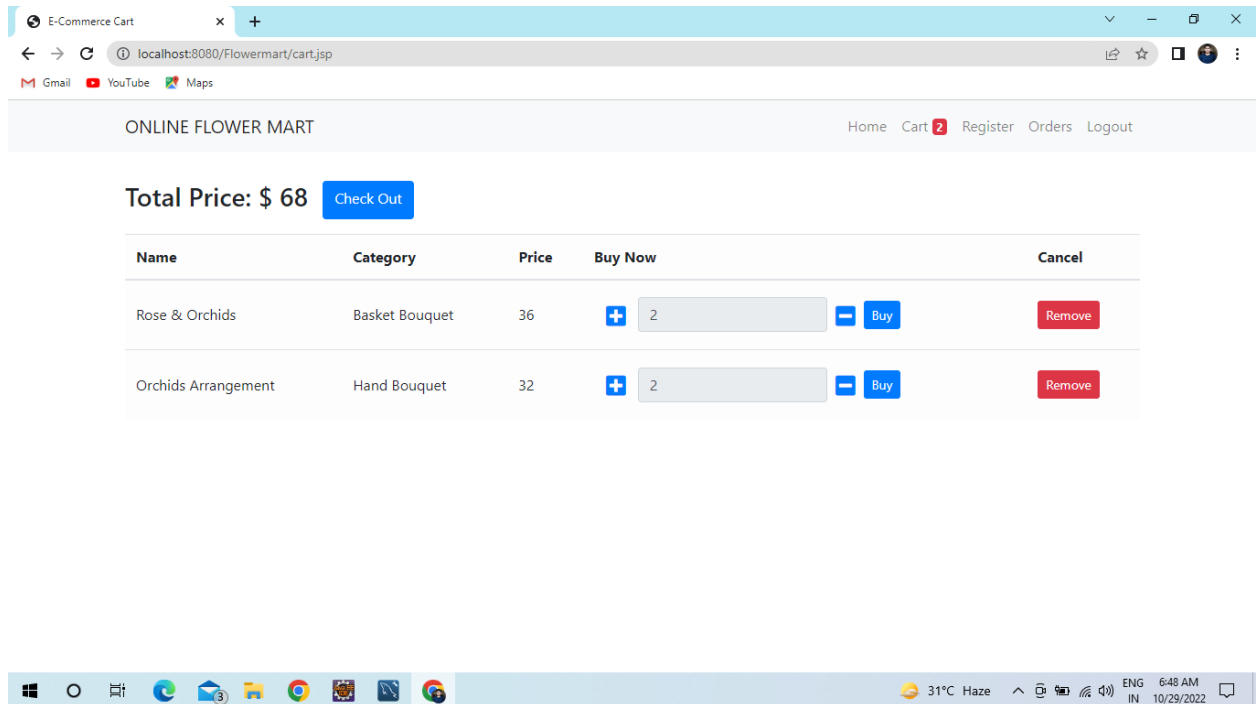 E-Commerce Cart
localhost:8080/Flowermart/cart.jsp
Gmail YouTube Maps
ONLINE FLOWER MART Home Cart 2 Register Orders Logout
Total Price: $ 68 Check Out
Name Category Price Buy Now Cancel
Rose & Orchids Basket Bouquet 36 2 Buy Remove
Orchids Arrangement Hand Bouquet 32 2 Buy Remove
3 31°C Haze ENG 6:48 AM
IN 10/29/2022